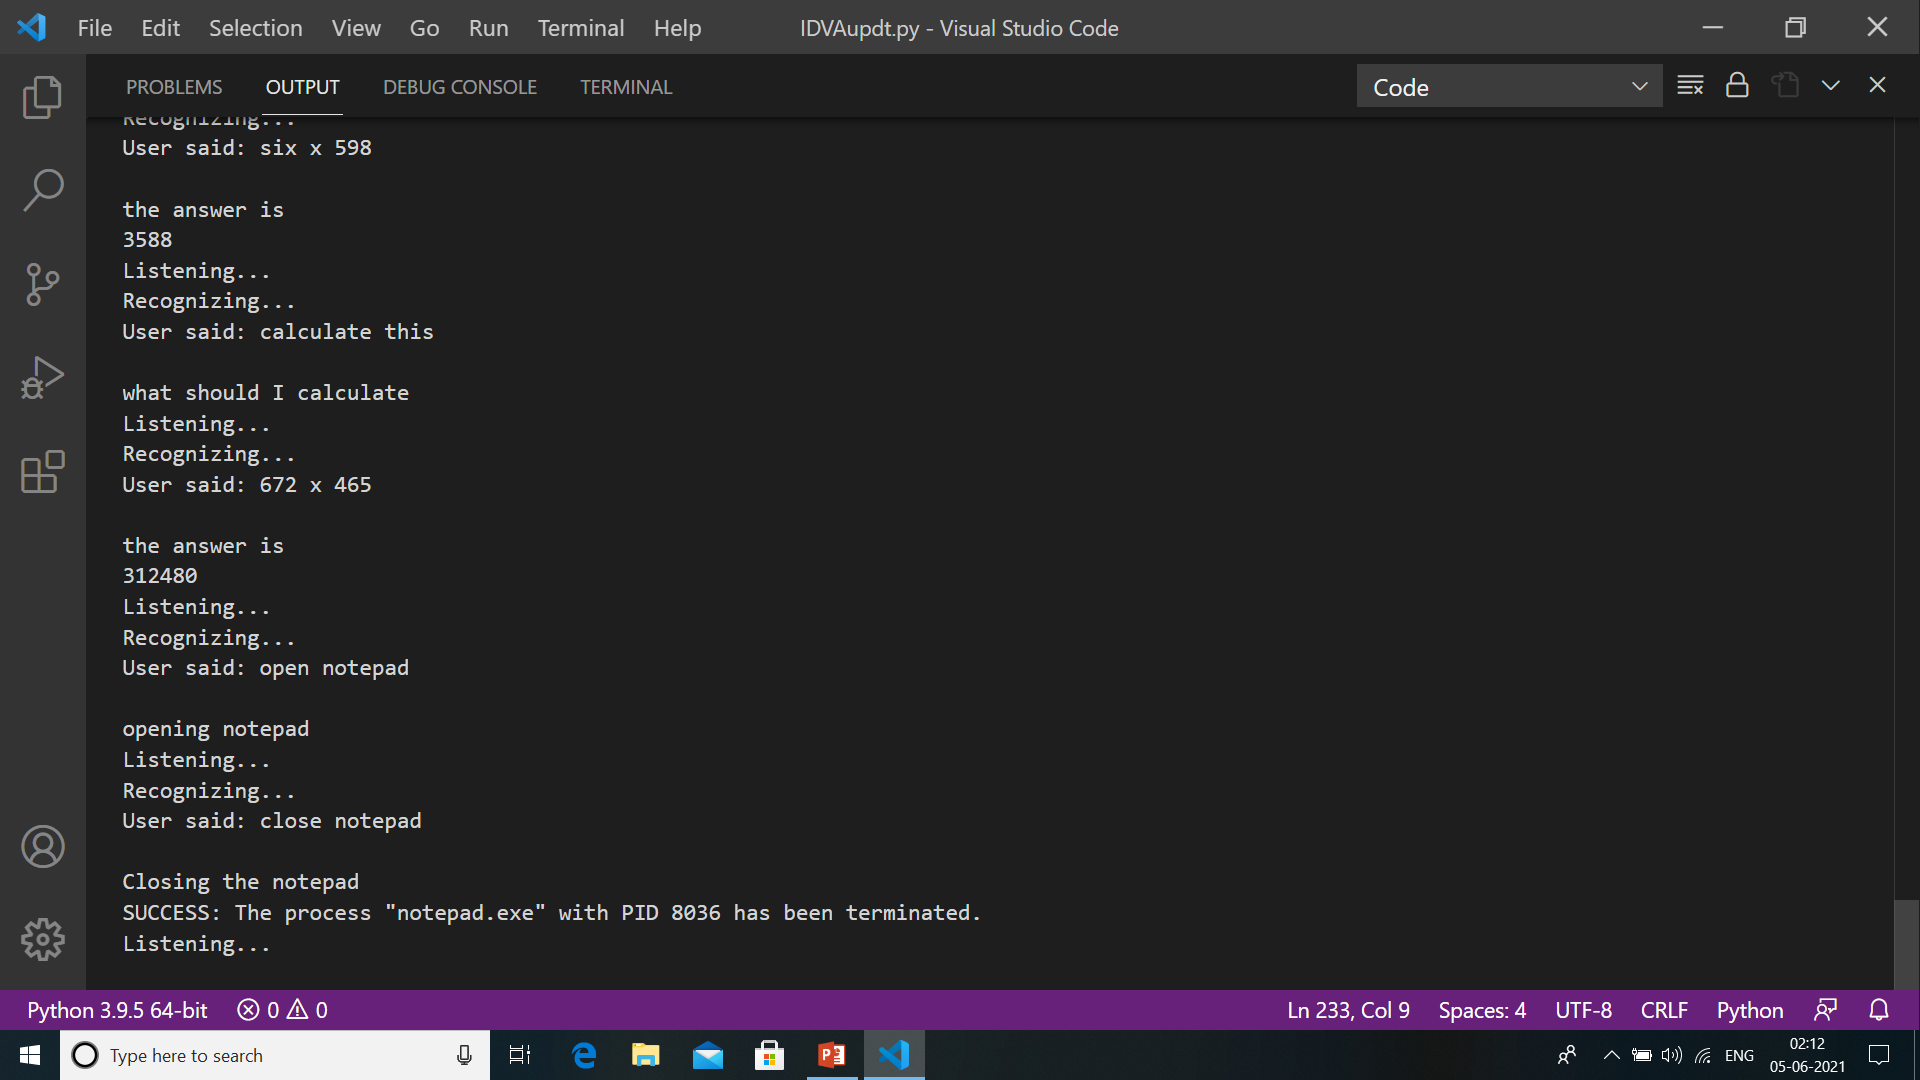 File Edit Selection View Go Run Terminal Help IDVAupdt.py - Visual Studio Code
PROBLEMS OUTPUT DEBUG CONSOLE TERMINAL Code
Recognizing...
User said: six x 598
the answer is
3588
Listening...
Recognizing...
User said: calculate this
what should I calculate
Listening...
Recognizing...
User said: 672 x 465
the answer is
312480
Listening...
Recognizing...
User said: open notepad
opening notepad
Listening...
Recognizing...
User said: close notepad
Closing the notepad
SUCCESS: The process "notepad.exe" with PID 8036 has been terminated.
Listening...
Python 3.9.5 64-bit 0 0 Ln 233, Col 9 Spaces: 4 UTF-8 CRLF Python
Type here to search ENG 02:12
05-06-2021